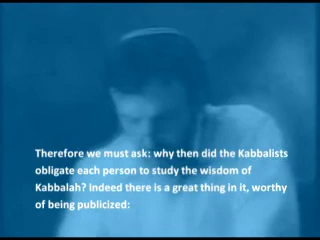 Therefore we must ask: why then did the Kabbalists
obligate each person to study the wisdom of
Kabbalah? Indeed there is a great thing in it, worthy
of being publicized: